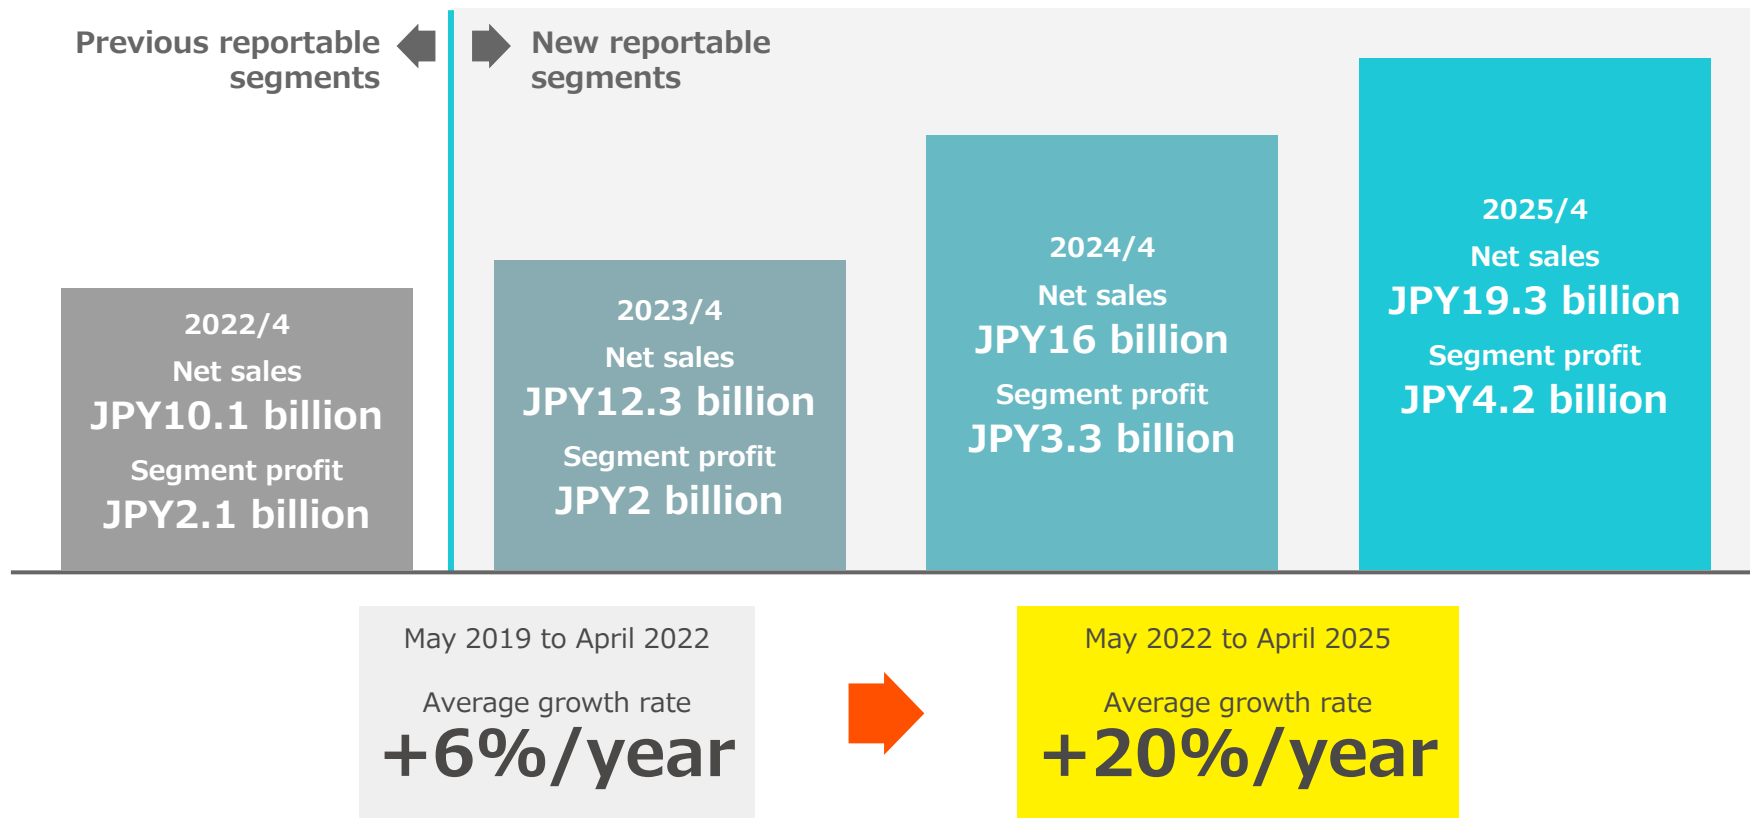 Previous reportable
segments
New reportable
segments
2022/4
Net sales
JPY10.1 billion
Segment profit
JPY2.1 billion
2023/4
Net sales
JPY12.3 billion
Segment profit
JPY2 billion
2024/4
Net sales
JPY16 billion
Segment profit
JPY3.3 billion
2025/4
Net sales
JPY19.3 billion
Segment profit
JPY4.2 billion
May 2019 to April 2022
Average growth rate
+6%/year
May 2022 to April 2025
Average growth rate
+20%/year